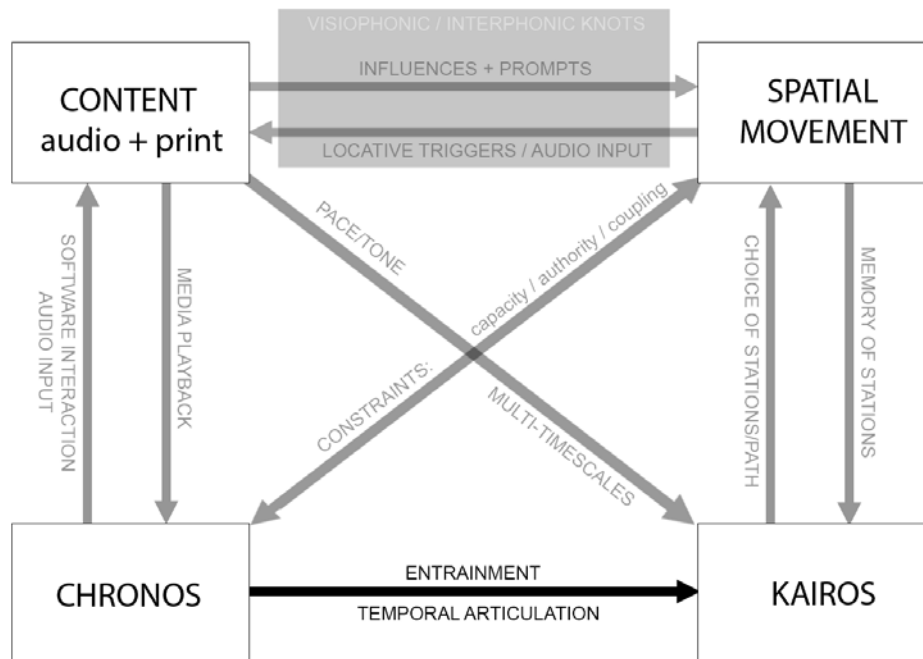 VISIOPHONIC / INTERPHONIC KNOTS
CONTENT
audio + print
INFLUENCES + PROMPTS
LOCATIVE TRIGGERS / AUDIO INPUT
SPATIAL
MOVEMENT
SOFTWARE INTERACTION
AUDIO INPUT
MEDIA PLAYBACK
PACE/TONE
MULTI-TIMESCALES
CONSTRAINTS:
capacity / authority / coupling
CHOICE OF STATIONS/PATH
MEMORY OF STATIONS
CHRONOS
ENTRAINMENT
TEMPORAL ARTICULATION
KAIROS